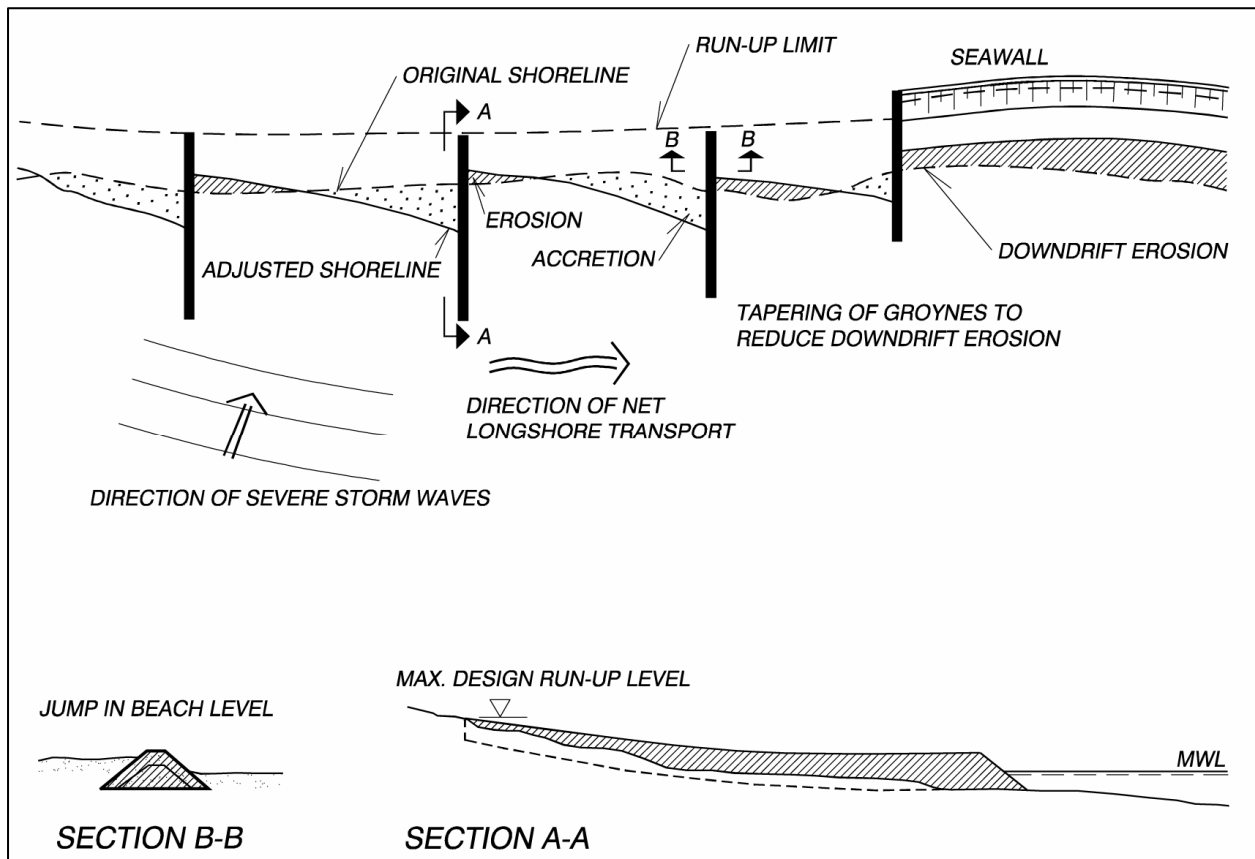 RUN-UP LIMIT
SEAWALL
ORIGINAL SHORELINE
A
B
B
EROSION
ACCRETION
ADJUSTED SHORELINE
DOWNDRIFT EROSION
A
TAPERING OF GROYNES TO
REDUCE DOWNDRIFT EROSION
DIRECTION OF NET
LONGSHORE TRANSPORT
DIRECTION OF SEVERE STORM WAVES
MAX. DESIGN RUN-UP LEVEL
JUMP IN BEACH LEVEL
MWL
SECTION B-B
SECTION A-A